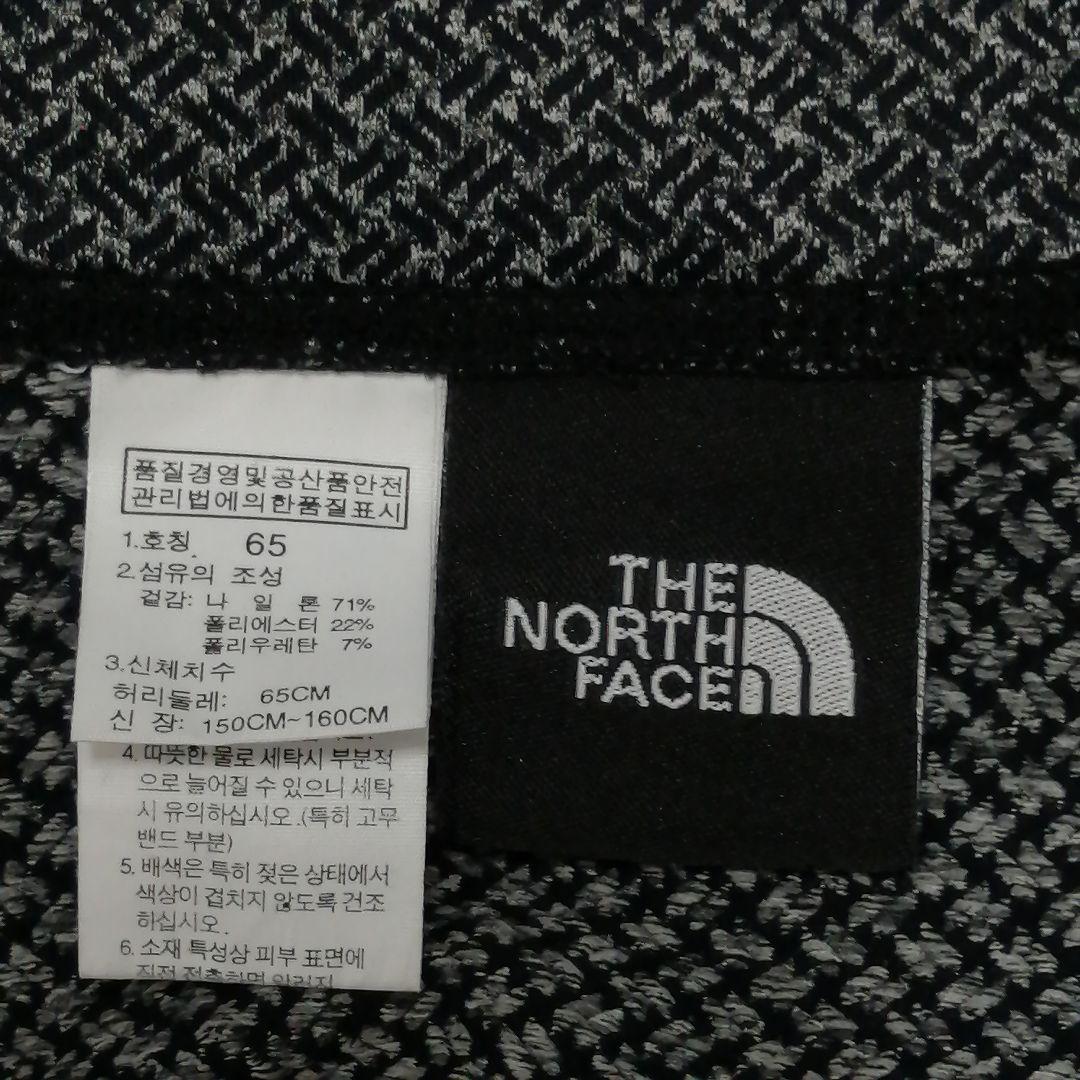 품질경영및공산품안전
관리법에의한품질표시
1.호칭. 65
2.섬유의 조성
겉감: 나 일 론 71%
폴리에스터 22%
폴리우레탄 7%
3.신체치수
허리둘레: 65CM
신 장: 150CM~160CM
4. 따뜻한 물로 세탁시 부분적
으로 늘어질 수 있으니 세탁
시 유의하십시오.(특히 고무
밴드 부분)
5. 배색은 특히 젖은 상태에서
색상이 겹치지 않도록 건조
하십시오.
6. 소재 특성상 피부 표면에
THE
NORTH
FACE